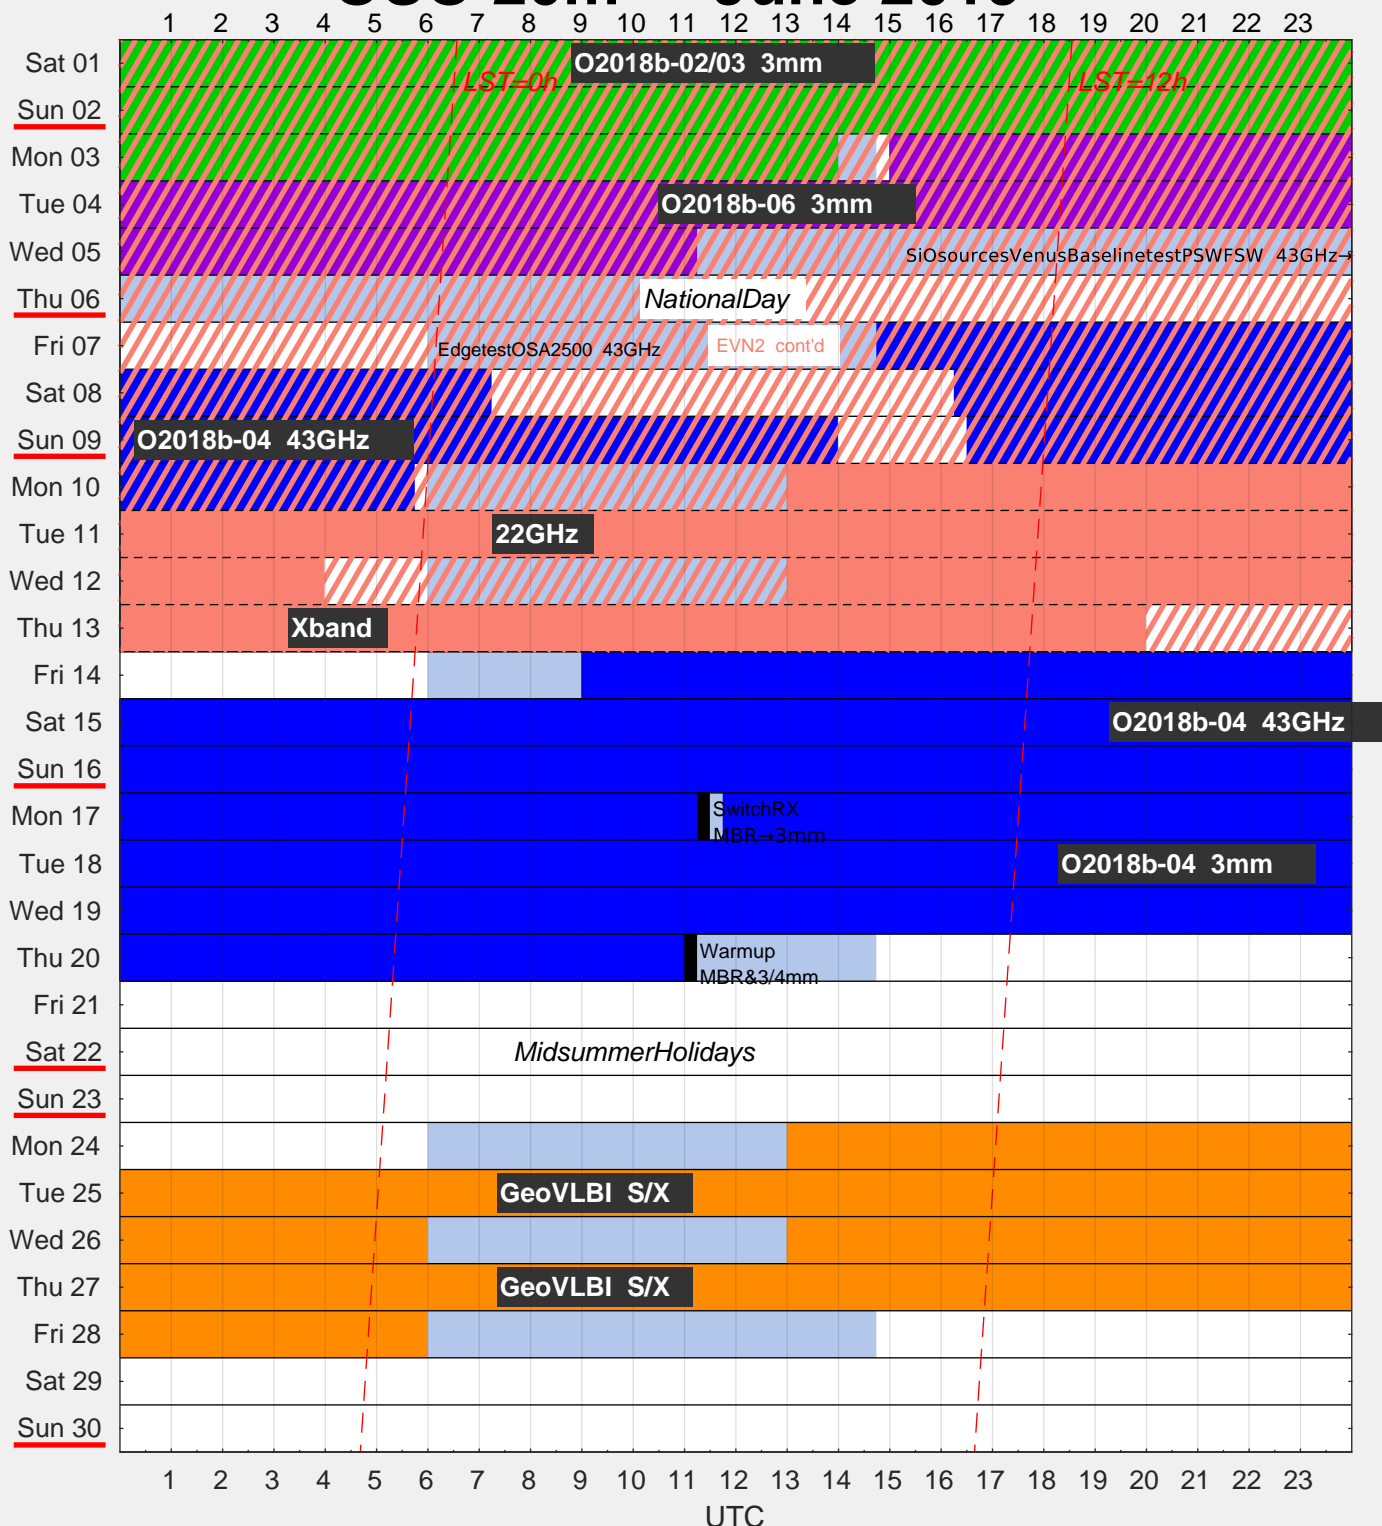 1 2 3 4 5 6 7 8 9 10 11 12 13 14 15 16 17 18 19 20 21 22 23
Sat 01
O2018b-02/03 3mm
LST=0h
LST=12h
Sun 02
Mon 03
Tue 04
O2018b-06 3mm
Wed 05
SiOsourcesVenusBaselinetestPSWFSW 43GHz→
Thu 06
NationalDay
Fri 07
EdgetestOSA2500 43GHz
EVN2 cont'd
Sat 08
Sun 09
O2018b-04 43GHz
Mon 10
Tue 11
22GHz
Wed 12
Thu 13
Xband
Fri 14
Sat 15
O2018b-04 43GHz
Sun 16
Mon 17
SwitchRX
MBR→3mm
Tue 18
O2018b-04 3mm
Wed 19
Thu 20
Warmup
MBR&3/4mm
Fri 21
Sat 22
MidsummerHolidays
Sun 23
Mon 24
Tue 25
GeoVLBI S/X
Wed 26
Thu 27
GeoVLBI S/X
Fri 28
Sat 29
Sun 30
1 2 3 4 5 6 7 8 9 10 11 12 13 14 15 16 17 18 19 20 21 22 23
UTC